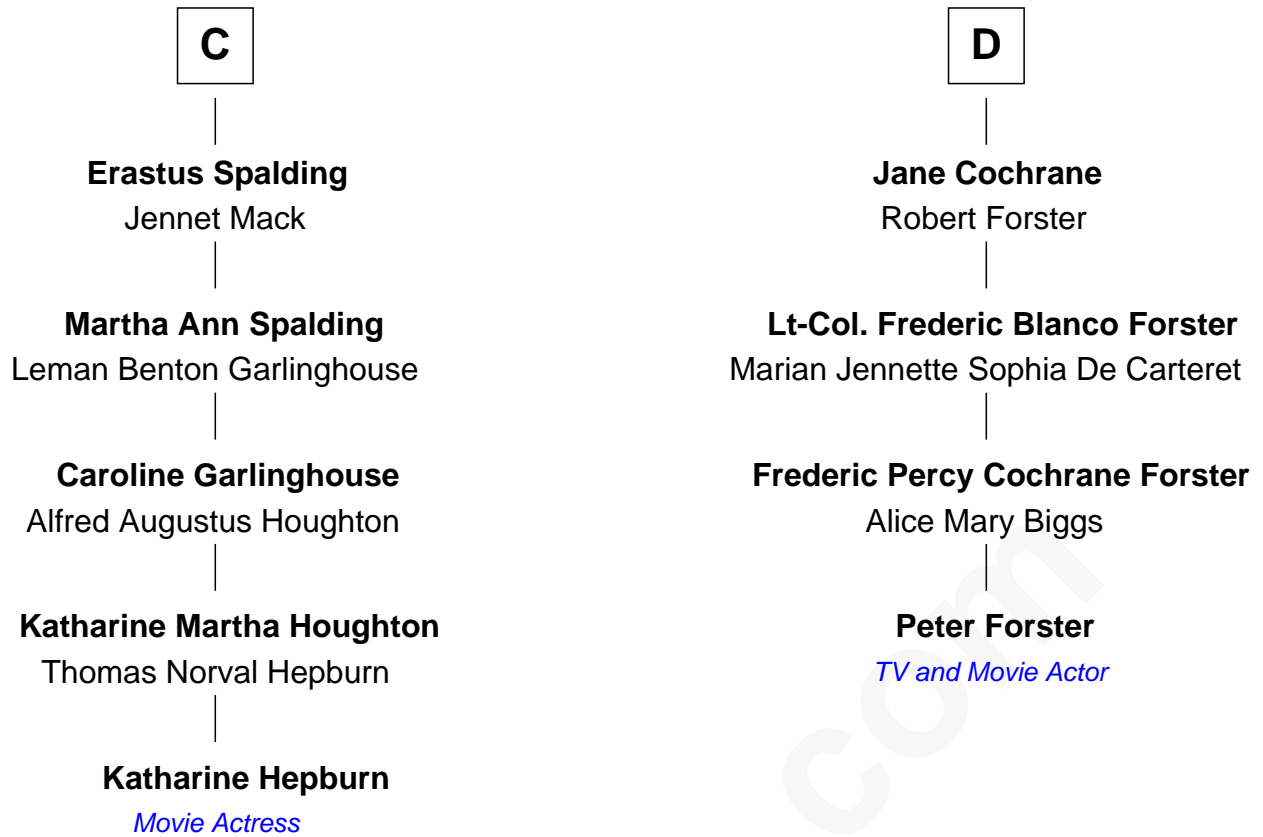 C
Erastus Spalding
Jennet Mack
Martha Ann Spalding
Leman Benton Garlinghouse
Caroline Garlinghouse
Alfred Augustus Houghton
Katharine Martha Houghton
Thomas Norval Hepburn
Katharine Hepburn
Movie Actress
D
Jane Cochrane
Robert Forster
Lt-Col. Frederic Blanco Forster
Marian Jennette Sophia De Carteret
Frederic Percy Cochrane Forster
Alice Mary Biggs
Peter Forster
TV and Movie Actor
com